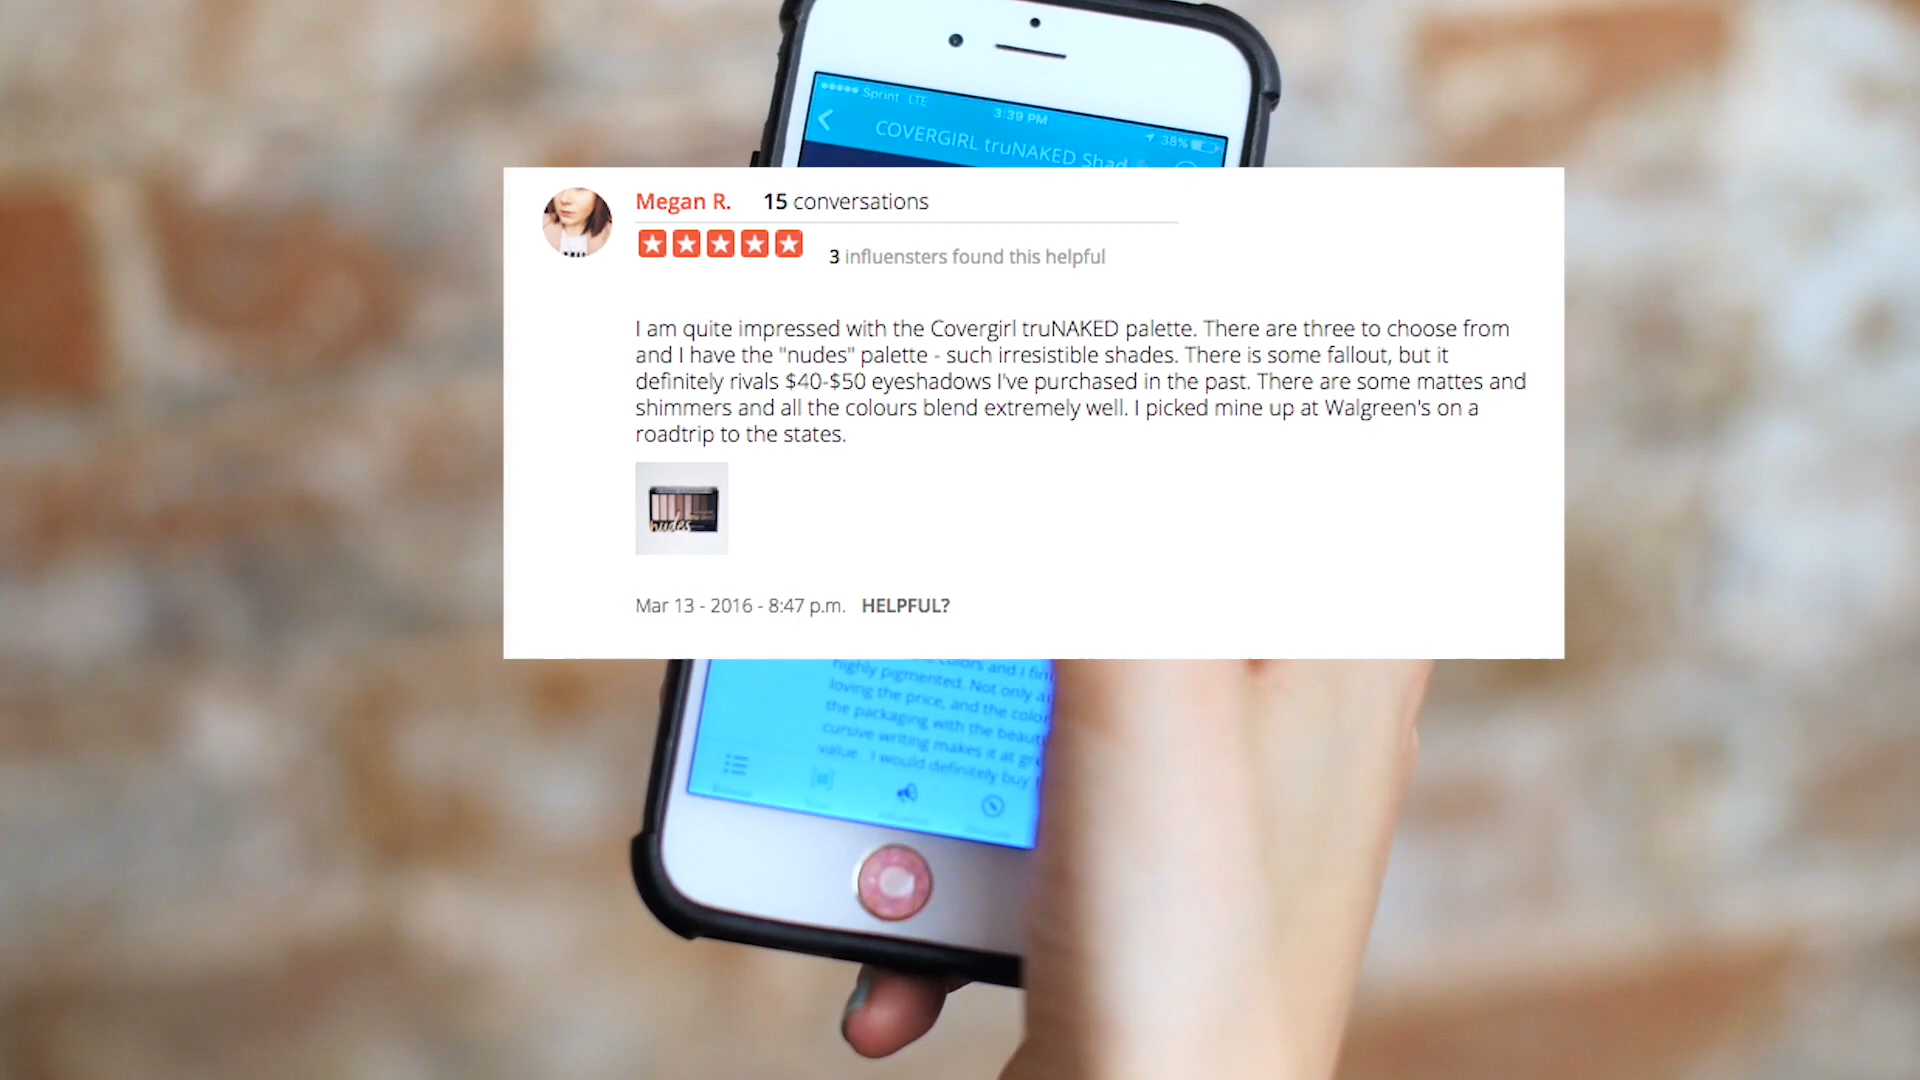 Sprint LTE
3:39 PM
38%
COVERGIRL truNAKED Shad
Megan R. 15 conversations
3 influensters found this helpful
I am quite impressed with the Covergirl truNAKED palette. There are three to choose from
and I have the "nudes" palette - such irresistible shades. There is some fallout, but it
definitely rivals $40-$50 eyeshadows I've purchased in the past. There are some mattes and
shimmers and all the colours blend extremely well. I picked mine up at Walgreen's on a
roadtrip to the states.
nudes
Mar 13 - 2016 - 8:47 p.m. HELPFUL?
colors and I fin
highly pigmented. Not only a
loving the price, and the colo
the packaging with the beauti
cursive writing makes it at gr
value. I would definitely buy